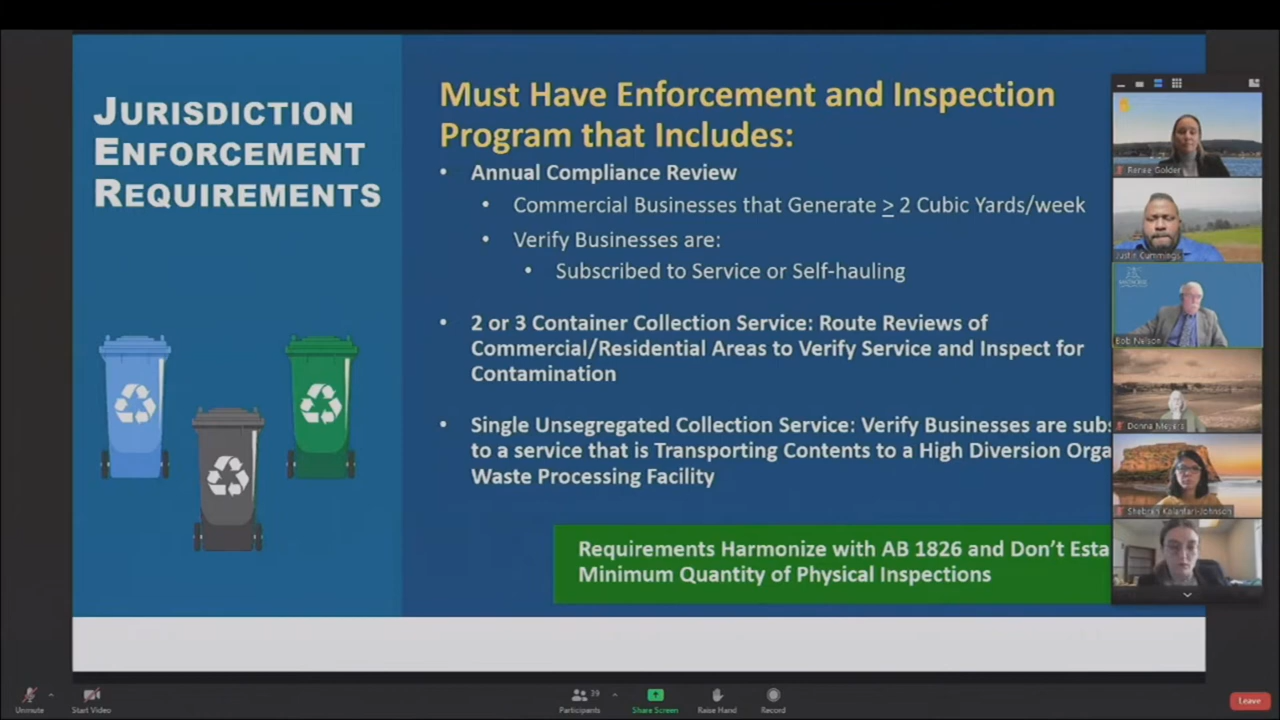 JURISDICTION
ENFORCEMENT
REQUIREMENTS
Must Have Enforcement and Inspection
Program that Includes:
• Annual Compliance Review
• Commercial Businesses that Generate ≥ 2 Cubic Yards/week
• Verify Businesses are:
• Subscribed to Service or Self-hauling
• 2 or 3 Container Collection Service: Route Reviews of
Commercial/Residential Areas to Verify Service and Inspect for
Contamination
• Single Unsegregated Collection Service: Verify Businesses are subs
to a service that is Transporting Contents to a High Diversion Orga
Waste Processing Facility
Requirements Harmonize with AB 1826 and Don't Esta
Minimum Quantity of Physical Inspections
Renee Golder
Justin Cummings
Bob Nelson
Donna Meyers
Shebreh Kalantari-Johnson
Unmute
Start Video
39
Participants
Share Screen
Raise Hand
Record
Leave